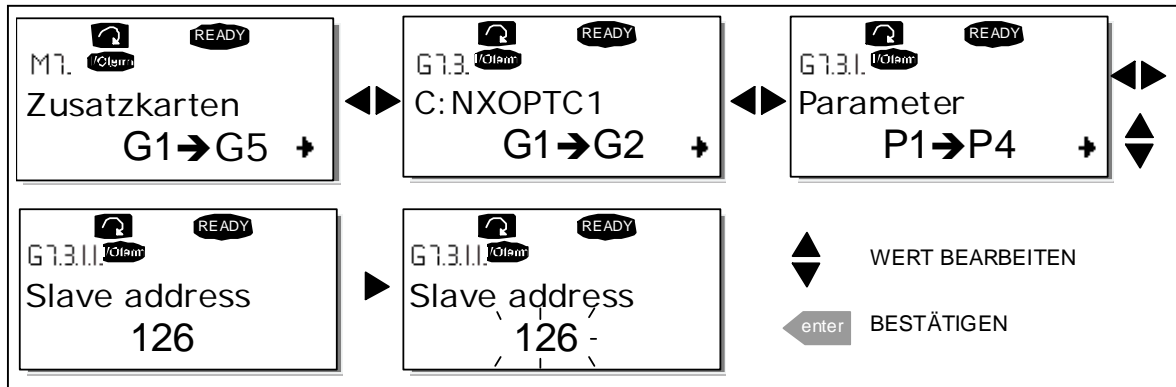 READY
M7.
I/Oterm
Zusatzkarten
G1➔G5
READY
G7.3.
I/Oterm
C:NXOPTC1
G1➔G2
READY
G7.3.1.
I/Oterm
Parameter
P1➔P4
READY
G7.3.1.1.
I/Oterm
Slave address
126
READY
G7.3.1.1.
I/Oterm
Slave address
126
WERT BEARBEITEN
enter
BESTÄTIGEN